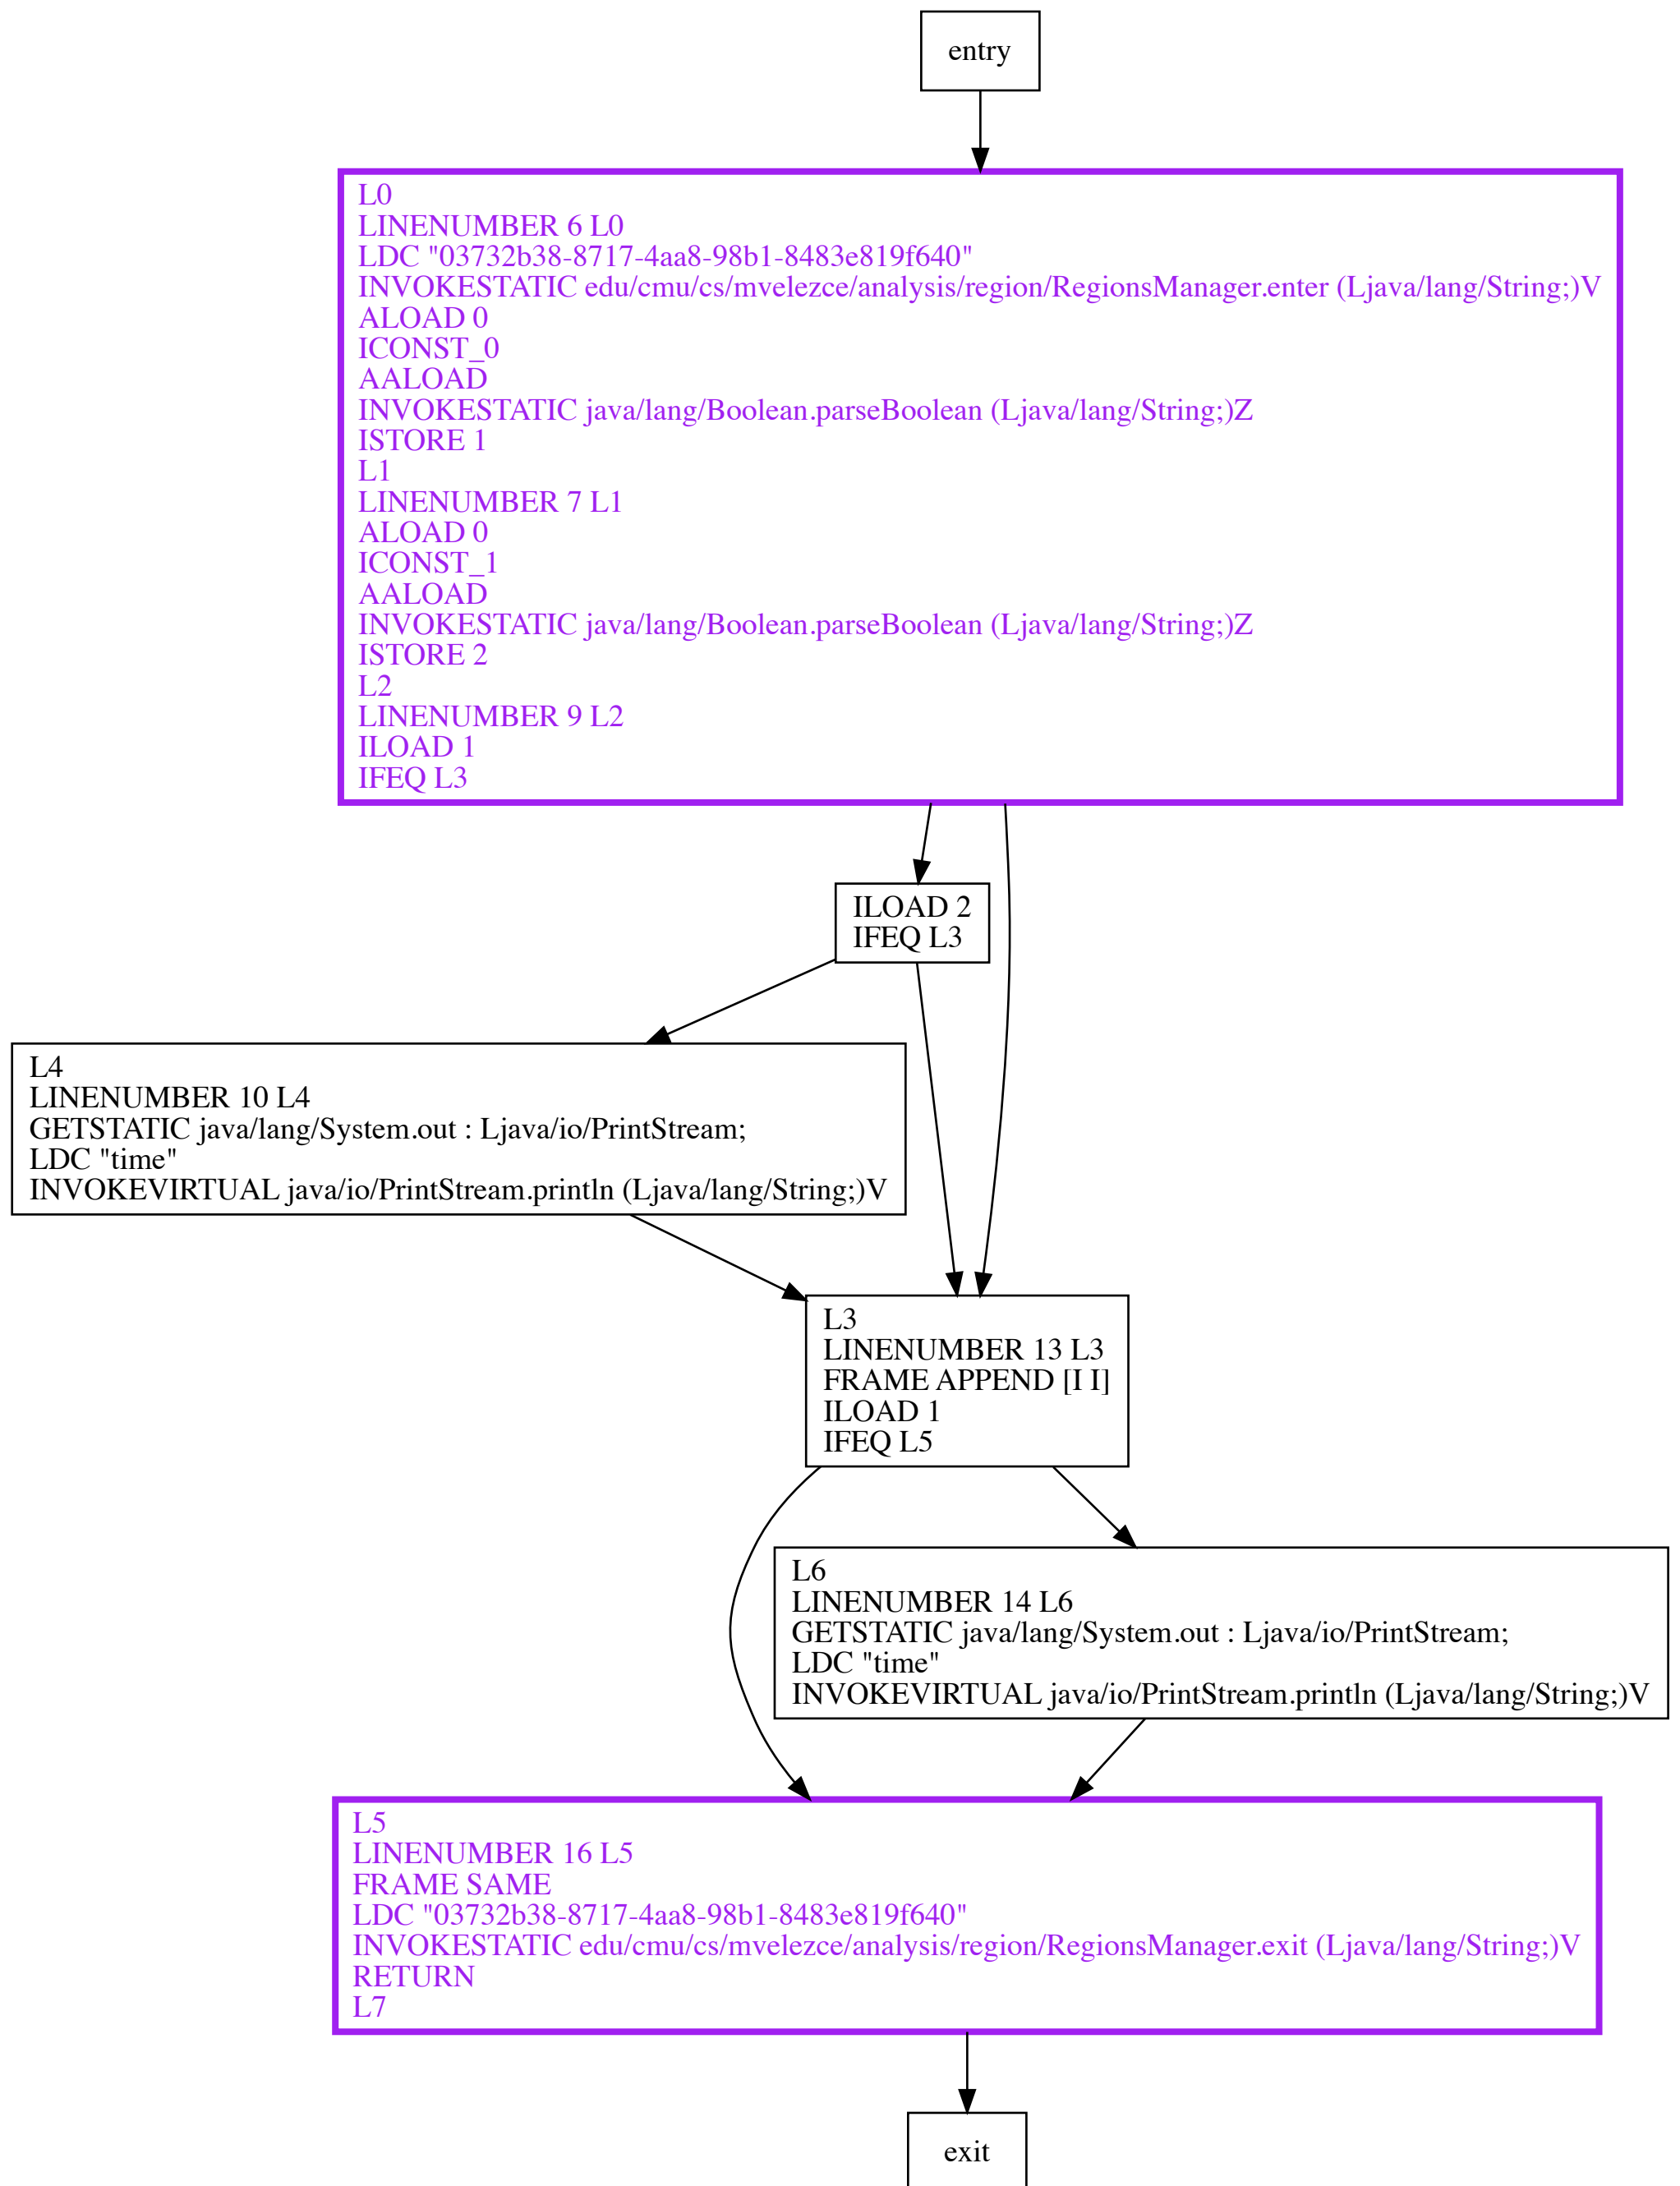 entry
L0
LINENUMBER 6 L0
LDC "03732b38-8717-4aa8-98b1-8483e819f640"
INVOKESTATIC edu/cmu/cs/mvelezce/analysis/region/RegionsManager.enter (Ljava/lang/String;)V
ALOAD 0
ICONST_0
AALOAD
INVOKESTATIC java/lang/Boolean.parseBoolean (Ljava/lang/String;)Z
ISTORE 1
L1
LINENUMBER 7 L1
ALOAD 0
ICONST_1
AALOAD
INVOKESTATIC java/lang/Boolean.parseBoolean (Ljava/lang/String;)Z
ISTORE 2
L2
LINENUMBER 9 L2
ILOAD 1
IFEQ L3
ILOAD 2
IFEQ L3
L4
LINENUMBER 10 L4
GETSTATIC java/lang/System.out : Ljava/io/PrintStream;
LDC "time"
INVOKEVIRTUAL java/io/PrintStream.println (Ljava/lang/String;)V
L3
LINENUMBER 13 L3
FRAME APPEND [I I]
ILOAD 1
IFEQ L5
L6
LINENUMBER 14 L6
GETSTATIC java/lang/System.out : Ljava/io/PrintStream;
LDC "time"
INVOKEVIRTUAL java/io/PrintStream.println (Ljava/lang/String;)V
L5
LINENUMBER 16 L5
FRAME SAME
LDC "03732b38-8717-4aa8-98b1-8483e819f640"
INVOKESTATIC edu/cmu/cs/mvelezce/analysis/region/RegionsManager.exit (Ljava/lang/String;)V
RETURN
L7
exit